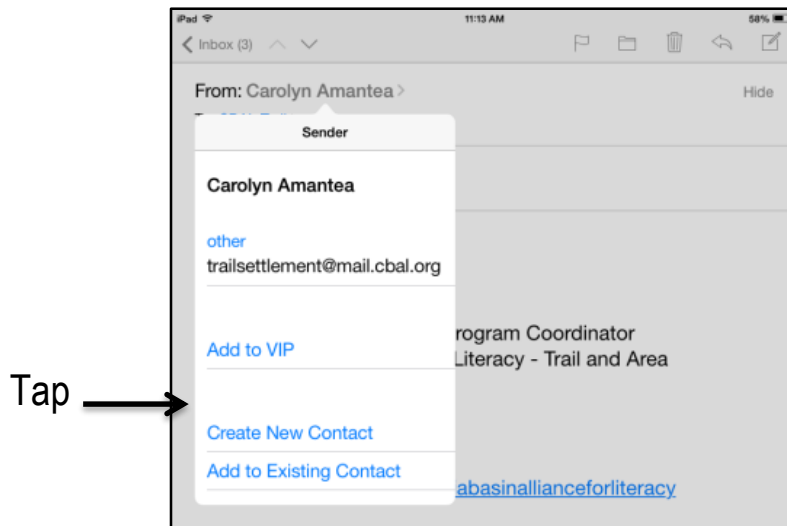 iPad 11:13 AM 58%
Inbox (3)
From: Carolyn Amantea > Hide
Sender
Carolyn Amantea
other
trailsettlement@mail.cbal.org
rogram Coordinator
Add to VIP
Literacy - Trail and Area
Tap
Create New Contact
Add to Existing Contact
abasinallianceforliteracy